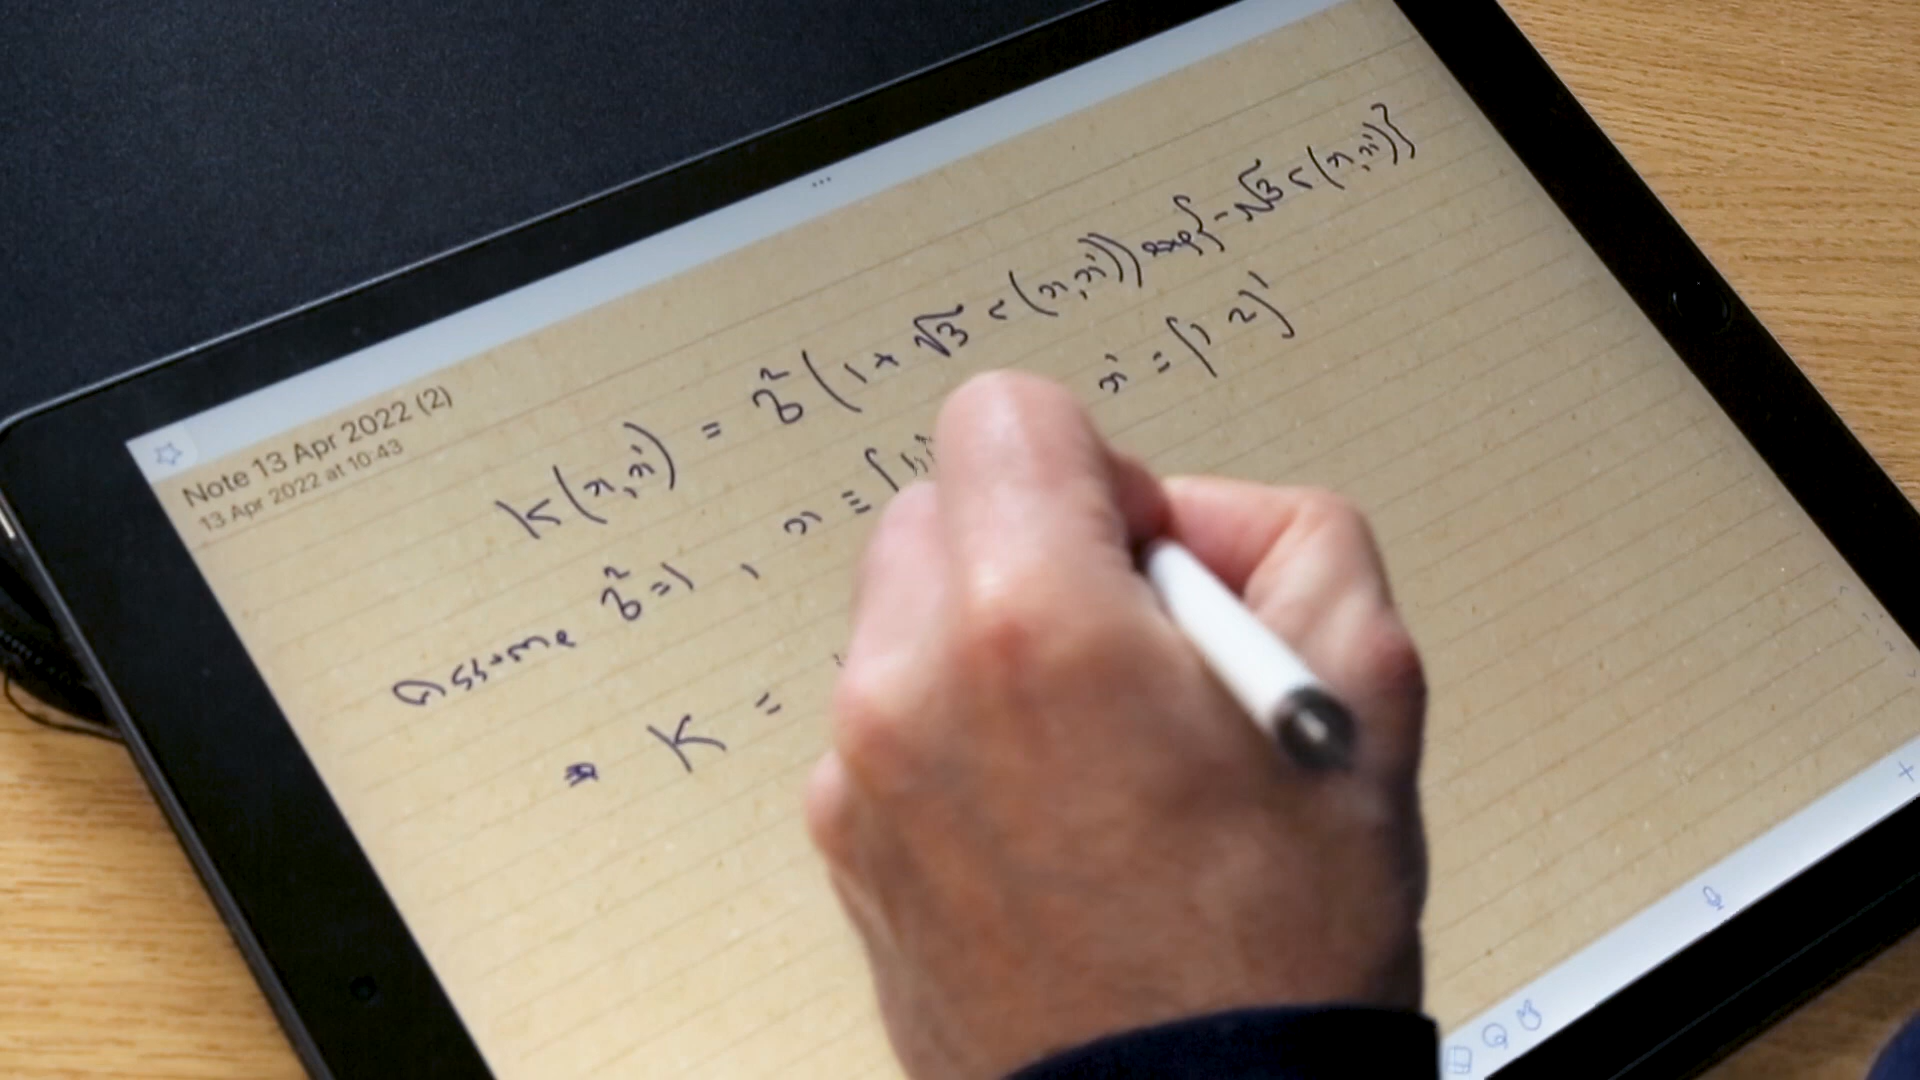 Note 13 Apr 2022 (2)
13 Apr 2022 at 10:43
K(x,x') = σ²(1+√3 r(x,x')) exp{-√3 r(x,x')}
Assume σ²=1, x = [ x' = [1 2]'
K =